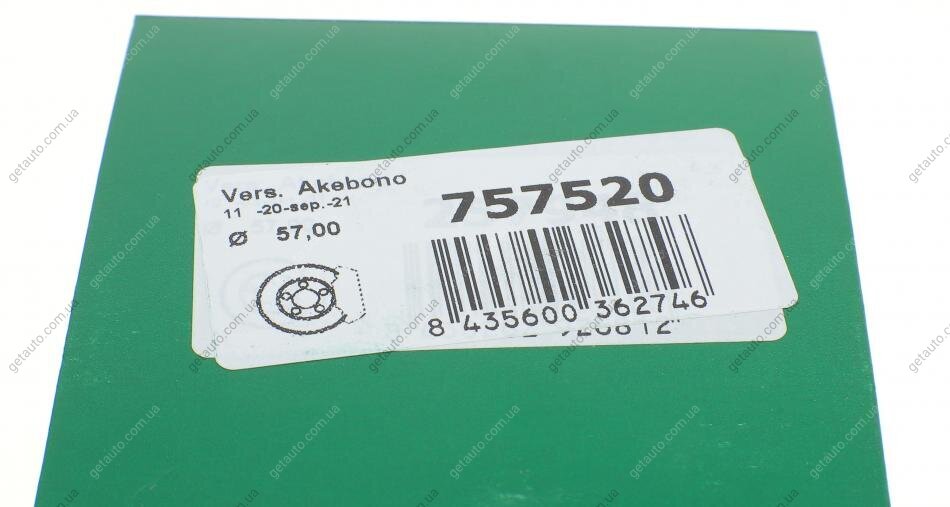 Vers. Akebono
11 -20-sep.-21
Ø 57,00
757520
8 435600 362746
getauto.com.ua